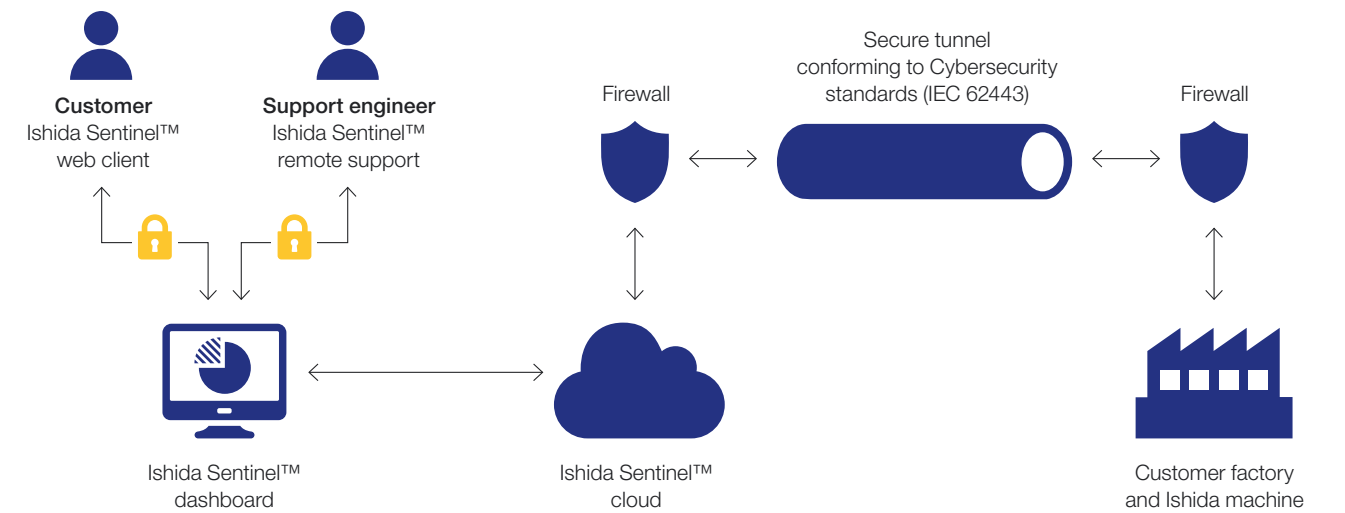 Customer
Ishida Sentinel™
web client
Support engineer
Ishida Sentinel™
remote support
Firewall
Secure tunnel
conforming to Cybersecurity
standards (IEC 62443)
Firewall
Ishida Sentinel™
dashboard
Ishida Sentinel™
cloud
Customer factory
and Ishida machine